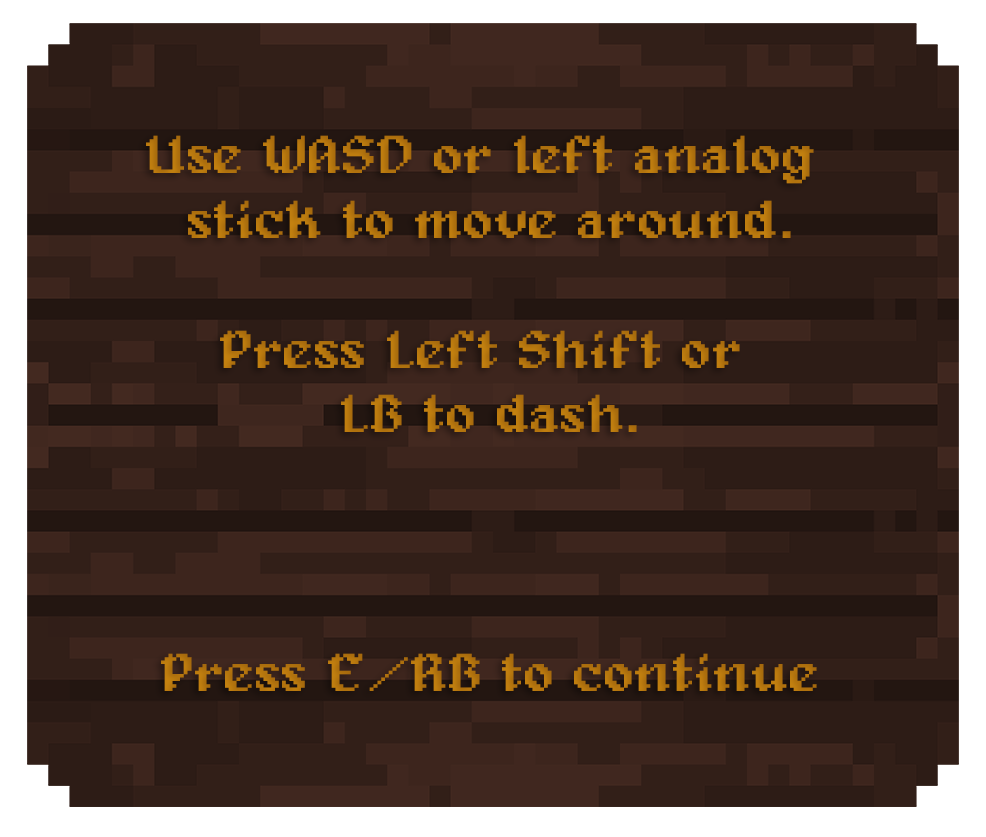 Use WASD or left analog
stick to move around.
Press Left Shift or
LB to dash.
Press E/RB to continue